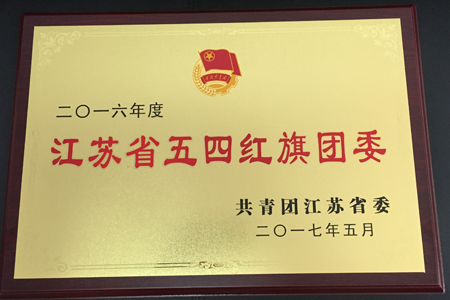 二〇一六年度
江苏省五四红旗团委
共青团江苏省委
二〇一七年五月